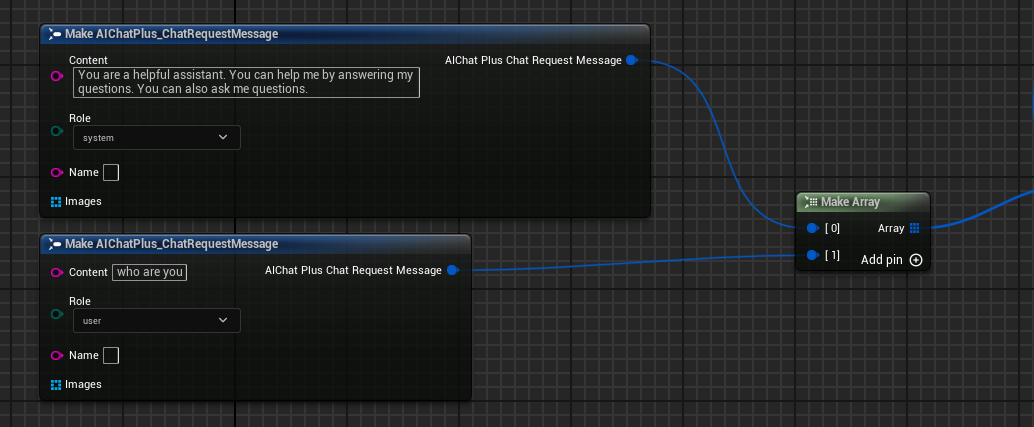 Make AIChatPlus_ChatRequestMessage
Content
AIChat Plus Chat Request Message
You are a helpful assistant. You can help me by answering my
questions. You can also ask me questions.
Role
system
Name
Images
Make AIChatPlus_ChatRequestMessage
Content who are you
AIChat Plus Chat Request Message
Role
user
Name
Images
Make Array
[ 0]
Array
[ 1]
Add pin